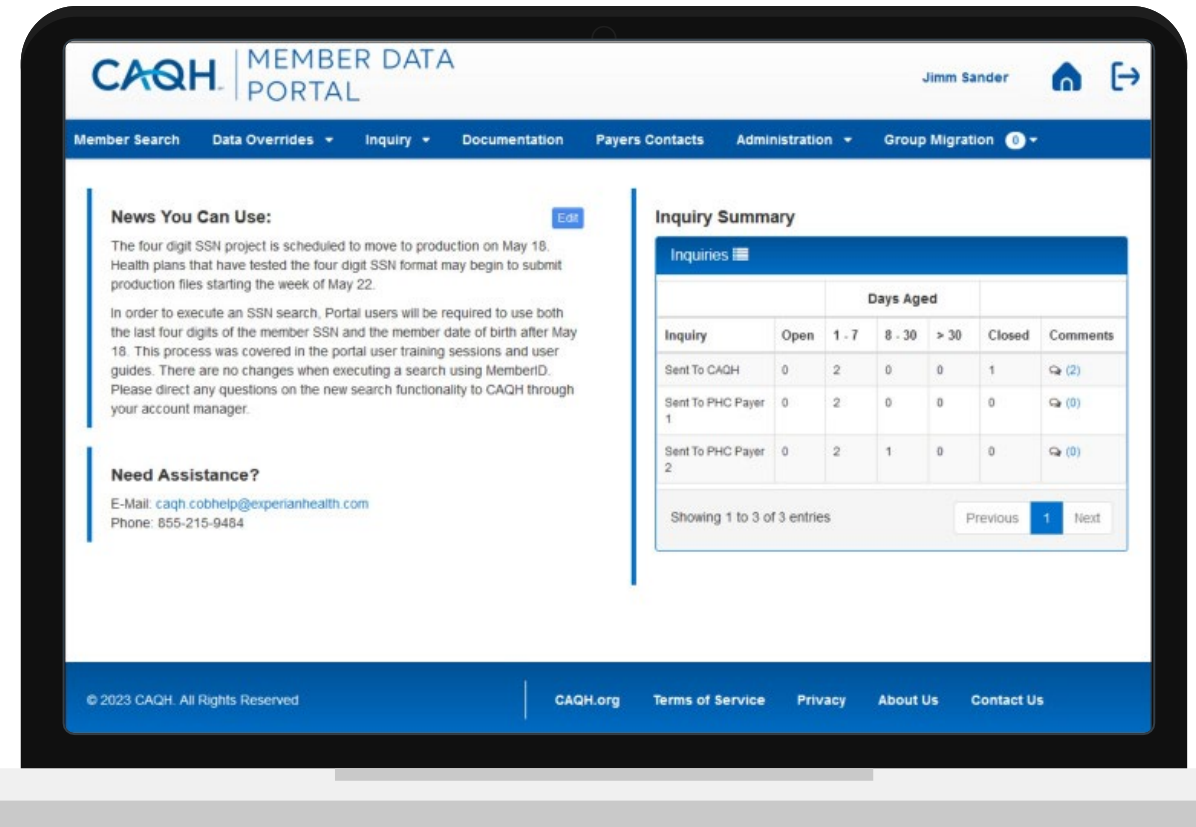 CAQH. MEMBER DATA
PORTAL
Jimm Sander
Member Search Data Overrides Inquiry Documentation Payers Contacts Administration Group Migration 0
News You Can Use:
Edit
The four digit SSN project is scheduled to move to production on May 18.
Health plans that have tested the four digit SSN format may begin to submit
production files starting the week of May 22.
In order to execute an SSN search, Portal users will be required to use both
the last four digits of the member SSN and the member date of birth after May
18. This process was covered in the portal user training sessions and user
guides. There are no changes when executing a search using MemberID.
Please direct any questions on the new search functionality to CAQH through
your account manager.
Need Assistance?
E-Mail: caqh.cobhelp@experianhealth.com
Phone: 855-215-9484
Inquiry Summary
Inquiries
Days Aged
Inquiry Open 1 - 7 8 - 30 > 30 Closed Comments
Sent To CAQH 0 2 0 0 1 (2)
Sent To PHC Payer 0 2 0 0 0 (0)
1
Sent To PHC Payer 0 2 1 0 0 (0)
2
Showing 1 to 3 of 3 entries Previous 1 Next
© 2023 CAQH. All Rights Reserved CAQH.org Terms of Service Privacy About Us Contact Us